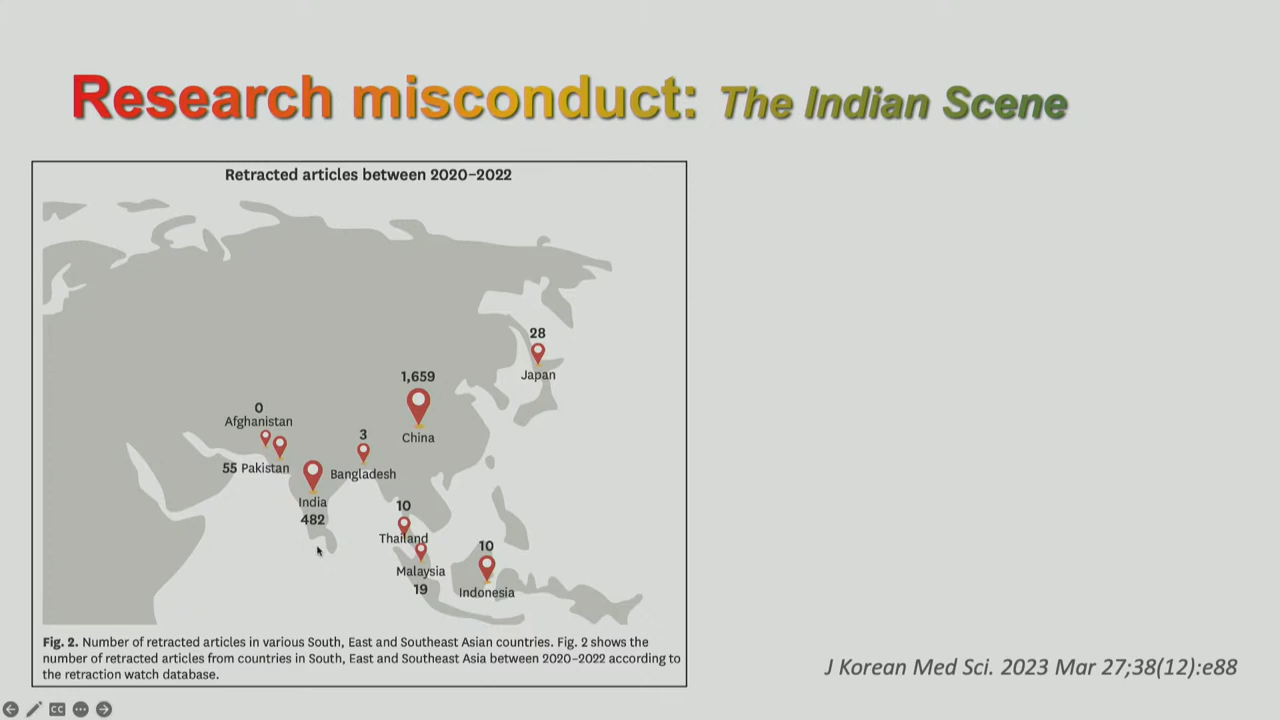 Research misconduct: The Indian Scene
Retracted articles between 2020–2022
28
Japan
1,659
China
0
Afghanistan
55 Pakistan
3
Bangladesh
India
482
10
Thailand
Malaysia
19
10
Indonesia
Fig. 2. Number of retracted articles in various South, East and Southeast Asian countries. Fig. 2 shows the
number of retracted articles from countries in South, East and Southeast Asia between 2020–2022 according to
the retraction watch database.
J Korean Med Sci. 2023 Mar 27;38(12):e88
CC